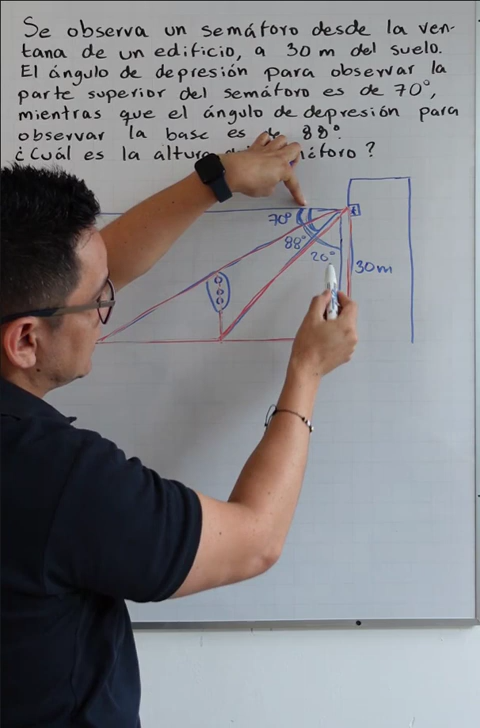 Se observa un semáforo desde la ven-
tana de un edificio, a 30 m del suelo.
El ángulo de depresión para observar la
parte superior del semáforo es de 70°,
mientras que el ángulo de depresión para
observar la base es de 88°.
¿Cuál es la altura ?
70°
88°
20°
30m